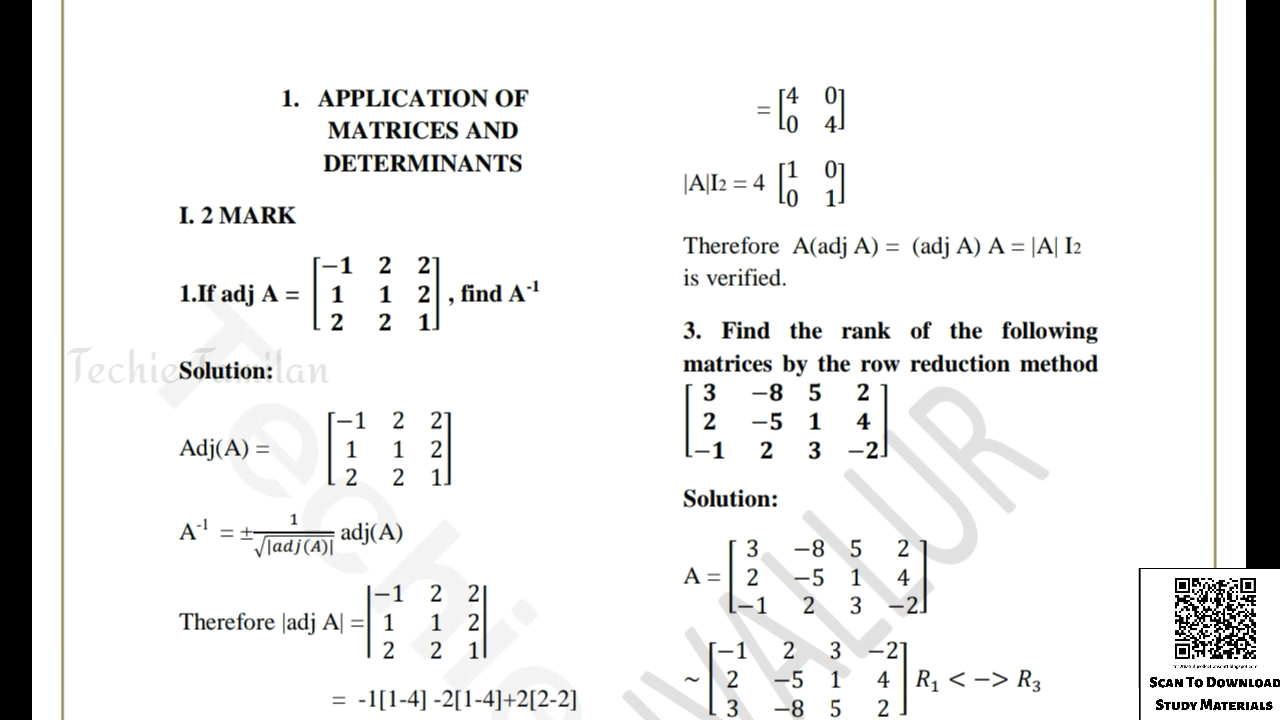 1. APPLICATION OF
MATRICES AND
DETERMINANTS
I. 2 MARK
1.If adj A = [−1 2 2; 1 1 2; 2 2 1] , find A⁻¹
Techie Tamilan
Solution:
Adj(A) = [−1 2 2; 1 1 2; 2 2 1]
A⁻¹ = ± 1/√|adj(A)| adj(A)
Therefore |adj A| = |−1 2 2; 1 1 2; 2 2 1|
= -1[1-4] -2[1-4]+2[2-2]
= [4 0; 0 4]
|A|I₂ = 4 [1 0; 0 1]
Therefore A(adj A) = (adj A) A = |A| I₂
is verified.
3. Find the rank of the following
matrices by the row reduction method
[3 −8 5 2; 2 −5 1 4; −1 2 3 −2]
Solution:
A = [3 −8 5 2; 2 −5 1 4; −1 2 3 −2]
~ [−1 2 3 −2; 2 −5 1 4; 3 −8 5 2] R₁ < −> R₃
SCAN TO DOWNLOAD
STUDY MATERIALS